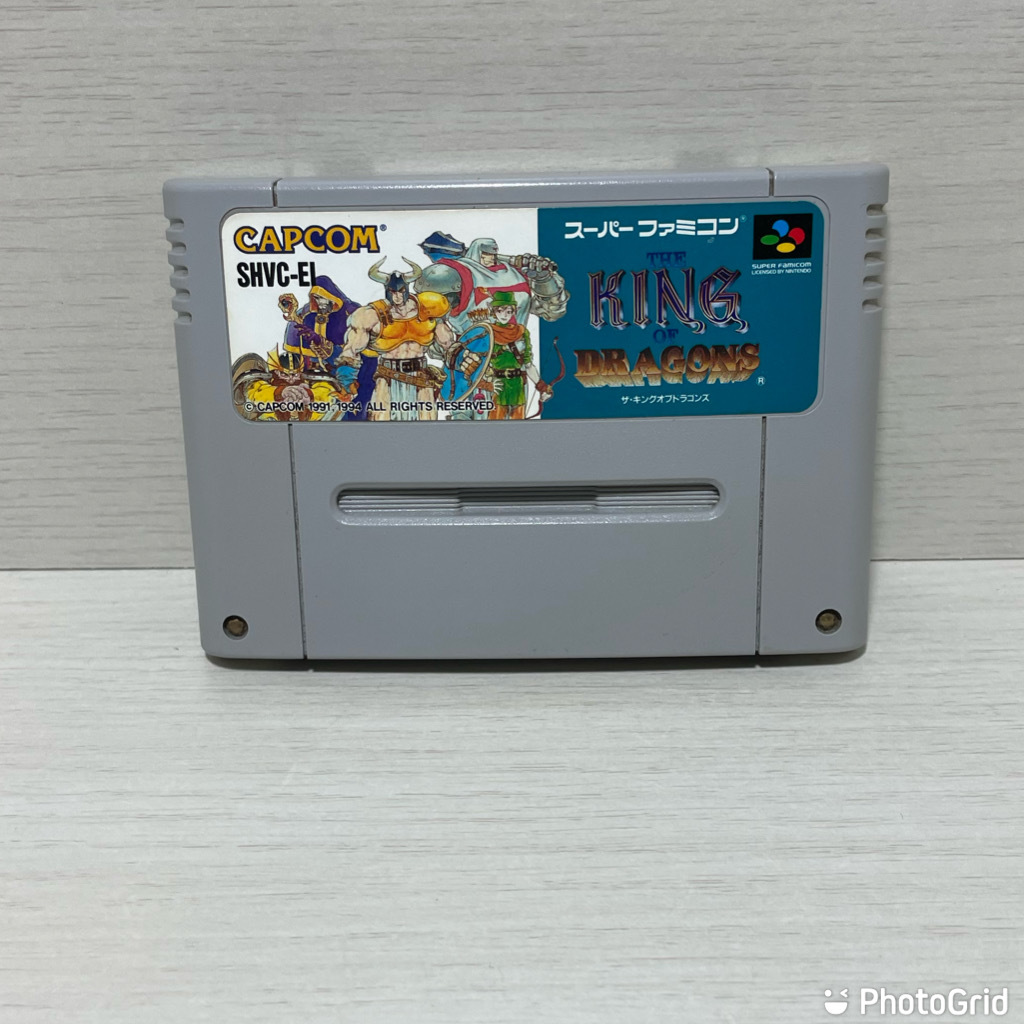 CAPCOM®
SHVC-EI
© CAPCOM 1991, 1994 ALL RIGHTS RESERVED.
スーパーファミコン
SUPER FAMICOM
LICENSED BY NINTENDO
THE
KING
OF
DRAGONS®
ザ・キングオブドラゴンズ
PhotoGrid